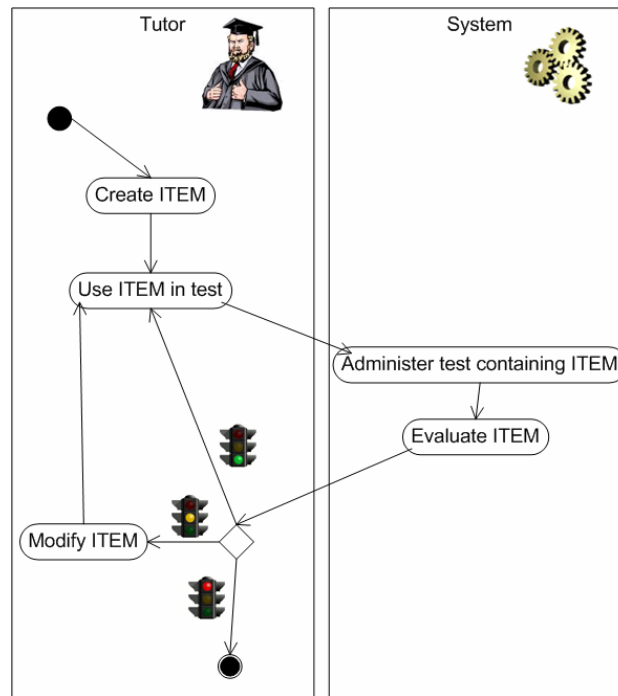 Tutor
System
Create ITEM
Use ITEM in test
Administer test containing ITEM
Evaluate ITEM
Modify ITEM